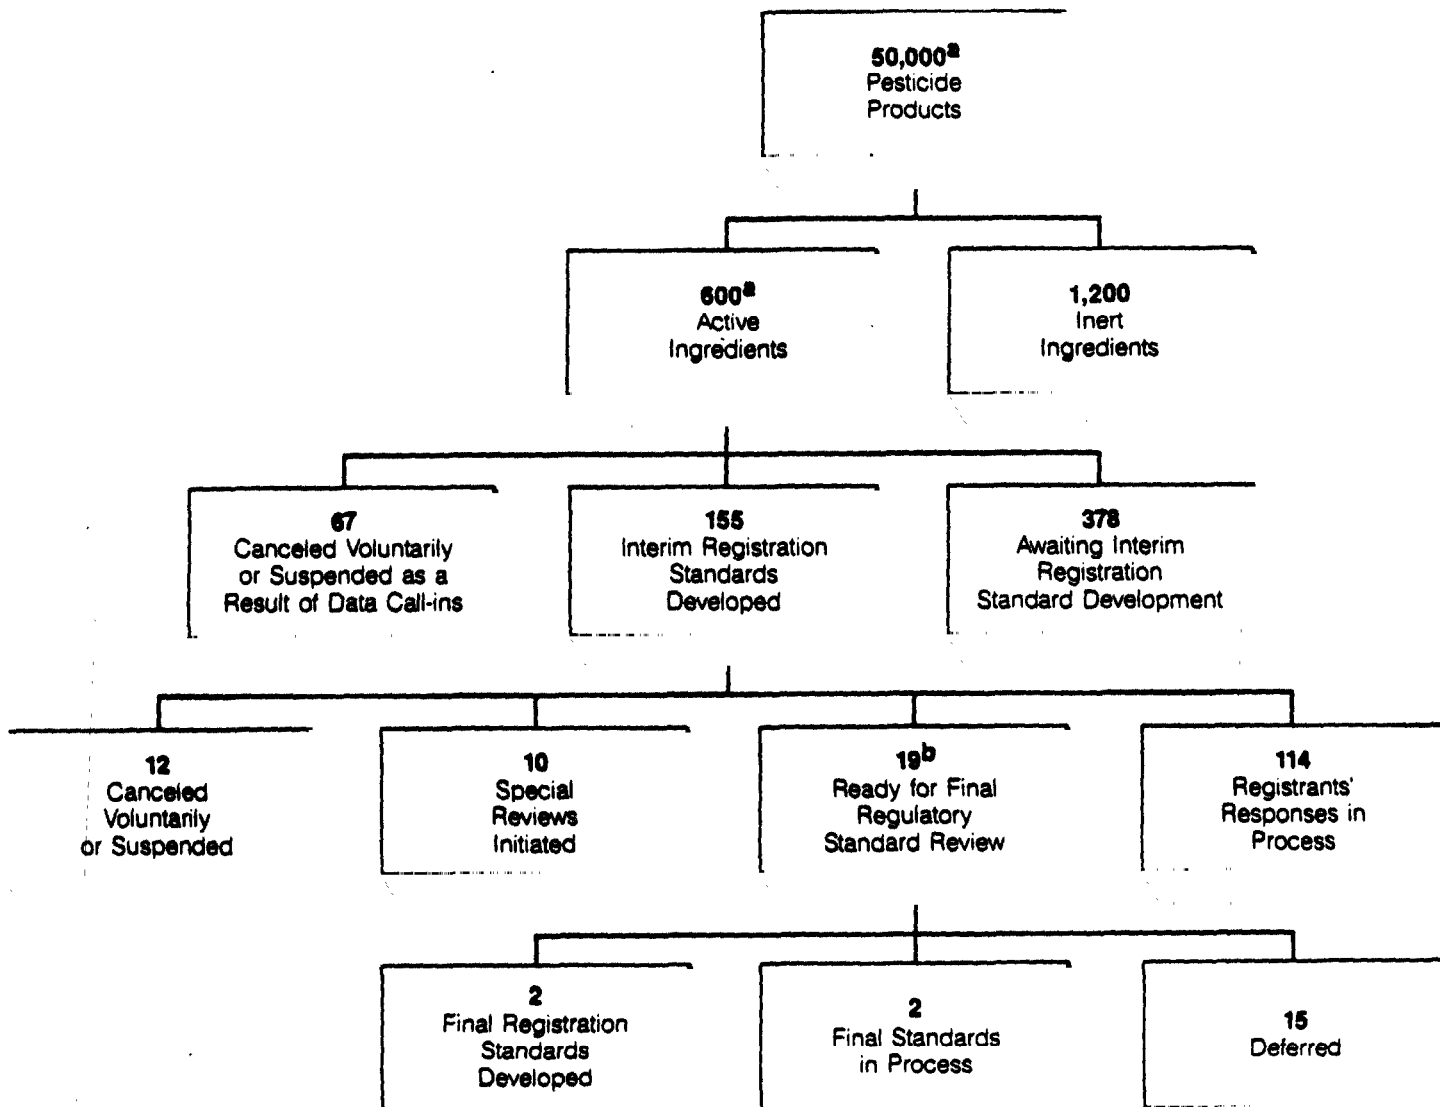 50,000a
Pesticide
Products
600a
Active
Ingredients
1,200
Inert
Ingredients
67
Canceled Voluntarily
or Suspended as a
Result of Data Call-ins
155
Interim Registration
Standards
Developed
378
Awaiting Interim
Registration
Standard Development
12
Canceled
Voluntarily
or Suspended
10
Special
Reviews
Initiated
19b
Ready for Final
Regulatory
Standard Review
114
Registrants'
Responses in
Process
2
Final Registration
Standards
Developed
2
Final Standards
in Process
15
Deferred